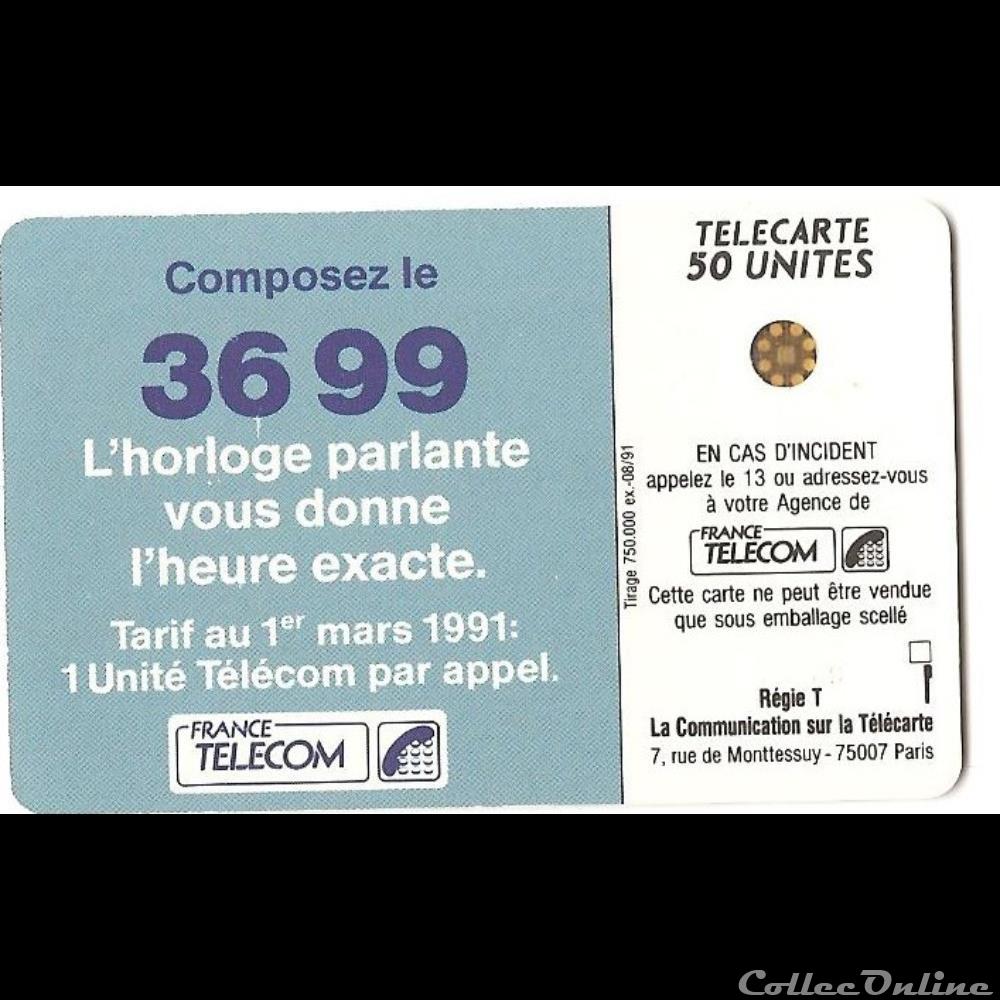 Composez le
36 99
L'horloge parlante
vous donne
l'heure exacte.
Tarif au 1er mars 1991:
1 Unité Télécom par appel.
FRANCE
TELECOM
Tirage 750.000 ex.-08/91
TELECARTE
50 UNITES
EN CAS D'INCIDENT
appelez le 13 ou adressez-vous
à votre Agence de
FRANCE
TELECOM
Cette carte ne peut être vendue
que sous emballage scellé
Régie T
La Communication sur la Télécarte
7, rue de Monttessuy - 75007 Paris
CollecOnline